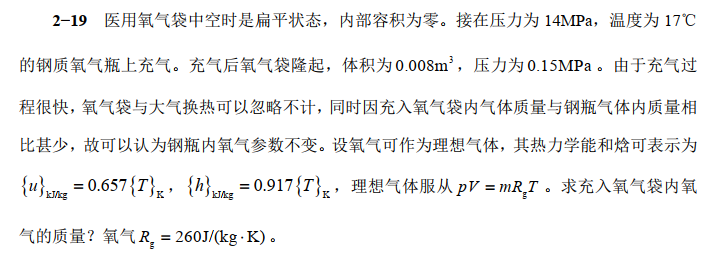 2−19 医用氧气袋中空时是扁平状态，内部容积为零。接在压力为 14MPa，温度为 17℃
的钢质氧气瓶上充气。充气后氧气袋隆起，体积为 0.008m³，压力为 0.15MPa 。由于充气过
程很快，氧气袋与大气换热可以忽略不计，同时因充入氧气袋内气体质量与钢瓶气体内质量相
比甚少，故可以认为钢瓶内氧气参数不变。设氧气可作为理想气体，其热力学能和焓可表示为
{u}kJ/kg = 0.657{T}K ，{h}kJ/kg = 0.917{T}K ，理想气体服从 pV = mRgT 。求充入氧气袋内氧
气的质量？氧气 Rg = 260J/(kg·K) 。